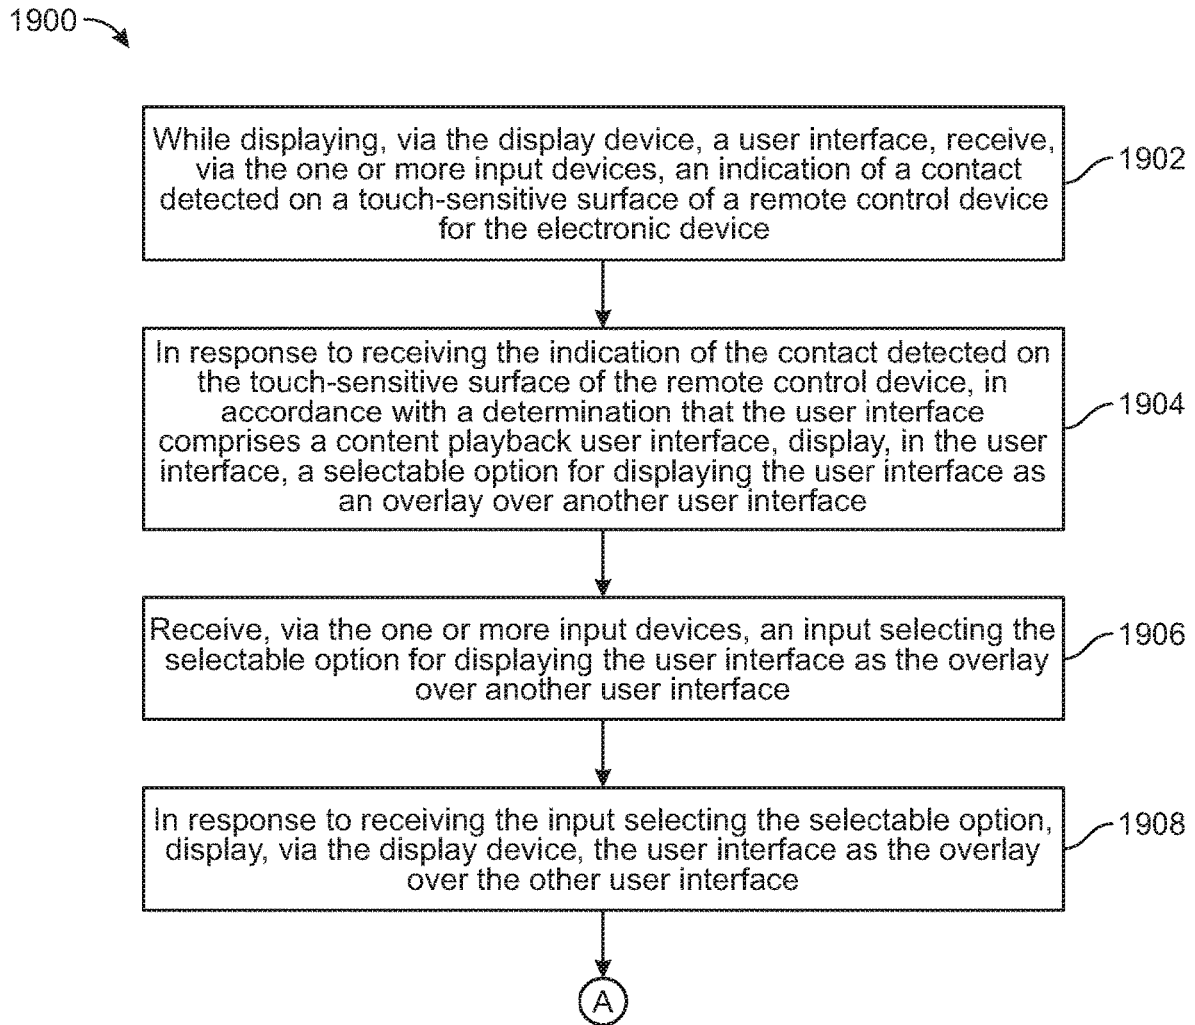 1900
While displaying, via the display device, a user interface, receive,
via the one or more input devices, an indication of a contact
detected on a touch-sensitive surface of a remote control device
for the electronic device
1902
In response to receiving the indication of the contact detected on
the touch-sensitive surface of the remote control device, in
accordance with a determination that the user interface
comprises a content playback user interface, display, in the user
interface, a selectable option for displaying the user interface as
an overlay over another user interface
1904
Receive, via the one or more input devices, an input selecting the
selectable option for displaying the user interface as the overlay
over another user interface
1906
In response to receiving the input selecting the selectable option,
display, via the display device, the user interface as the overlay
over the other user interface
1908
A